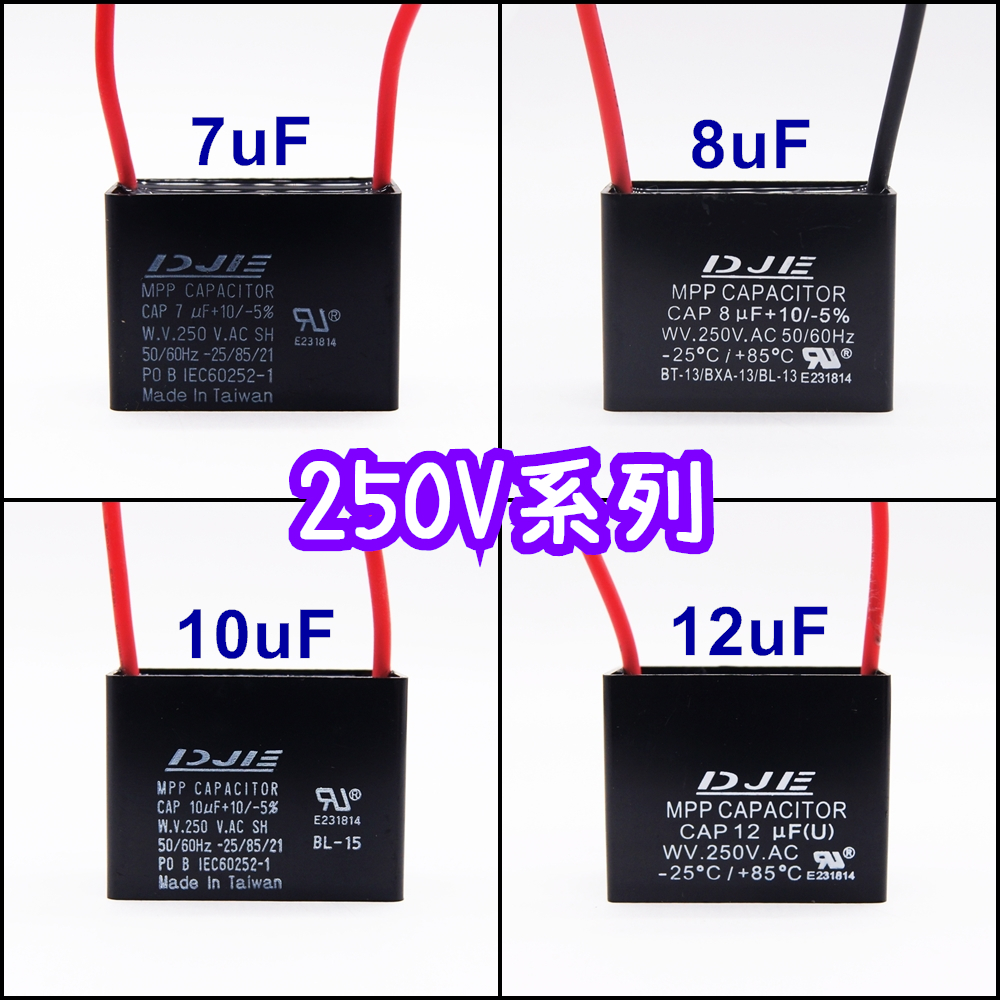 7uF
DJE
MPP CAPACITOR
CAP 7 μF+10/-5%
W.V.250 V.AC SH
50/60Hz -25/85/21
PO B IEC60252-1
Made In Taiwan
E231814
8uF
DJE
MPP CAPACITOR
CAP 8 μF+10/-5%
WV.250V.AC 50/60Hz
-25°C/+85°C
BT-13/BXA-13/BL-13 E231814
250V系列
10uF
DJE
MPP CAPACITOR
CAP 10μF+10/-5%
W.V.250 V.AC SH
50/60Hz -25/85/21
PO B IEC60252-1
Made In Taiwan
E231814
BL-15
12uF
DJE
MPP CAPACITOR
CAP 12 μF(U)
WV.250V.AC
-25°C/+85°C E231814